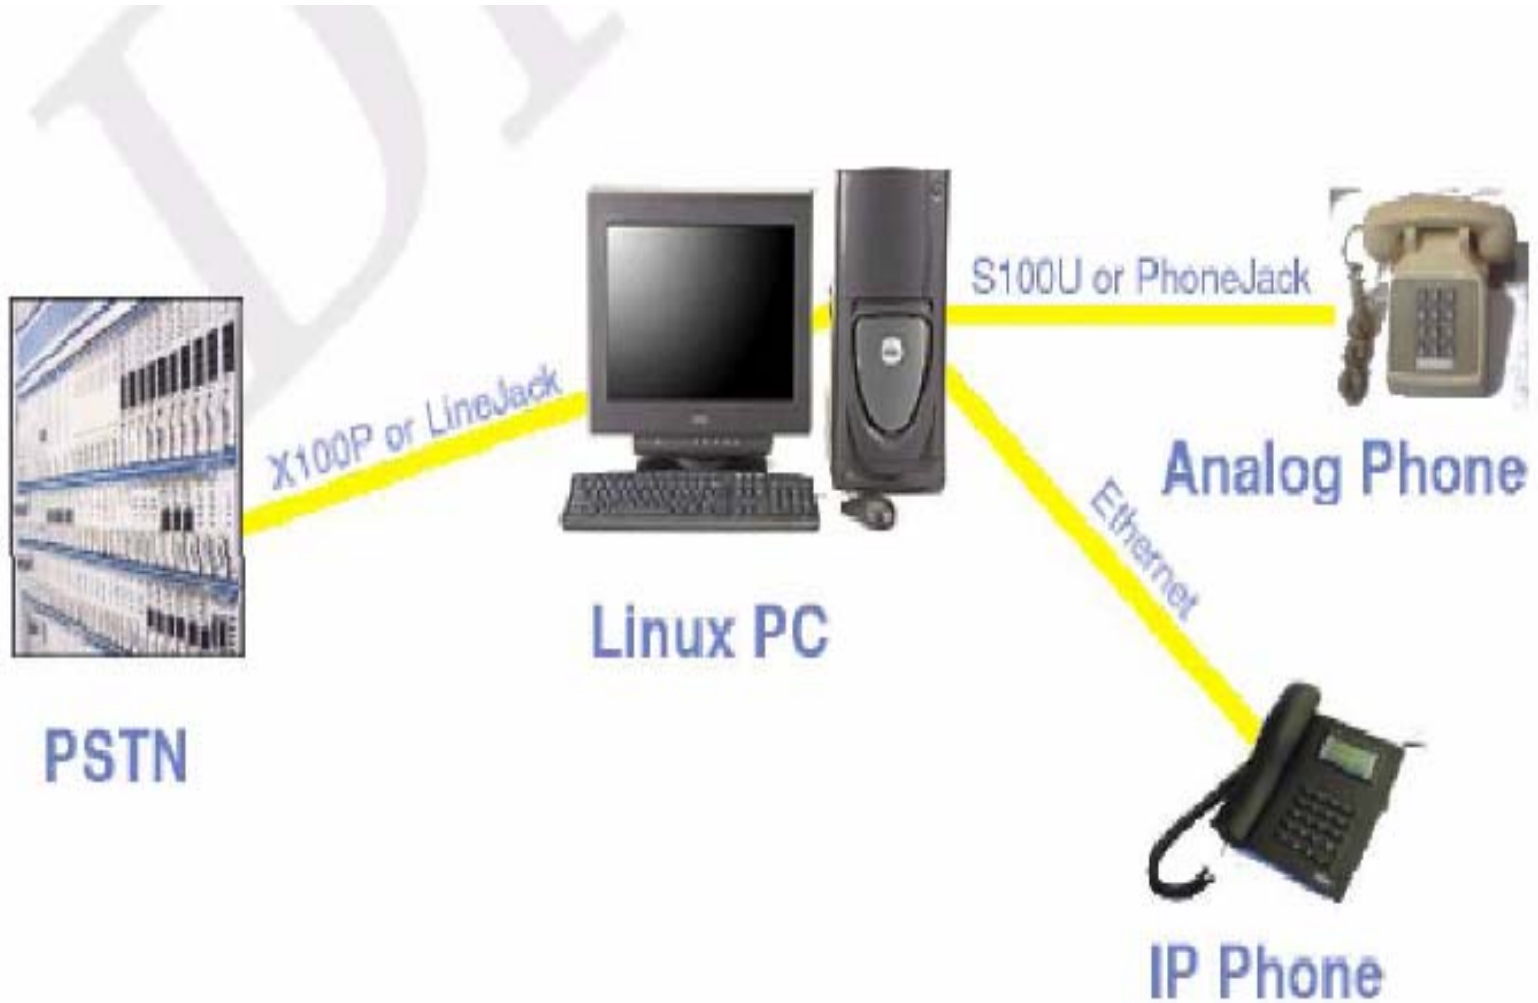 S100U or PhoneJack
X100P or LineJack
Analog Phone
Ethernet
Linux PC
PSTN
IP Phone